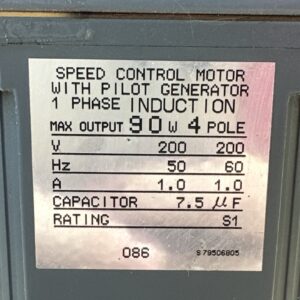 SPEED CONTROL MOTOR
WITH PILOT GENERATOR
1 PHASE INDUCTION
MAX OUTPUT 90 W 4 POLE
V 200 200
Hz 50 60
A 1.0 1.0
CAPACITOR 7.5 μF
RATING S1
086 S79506805